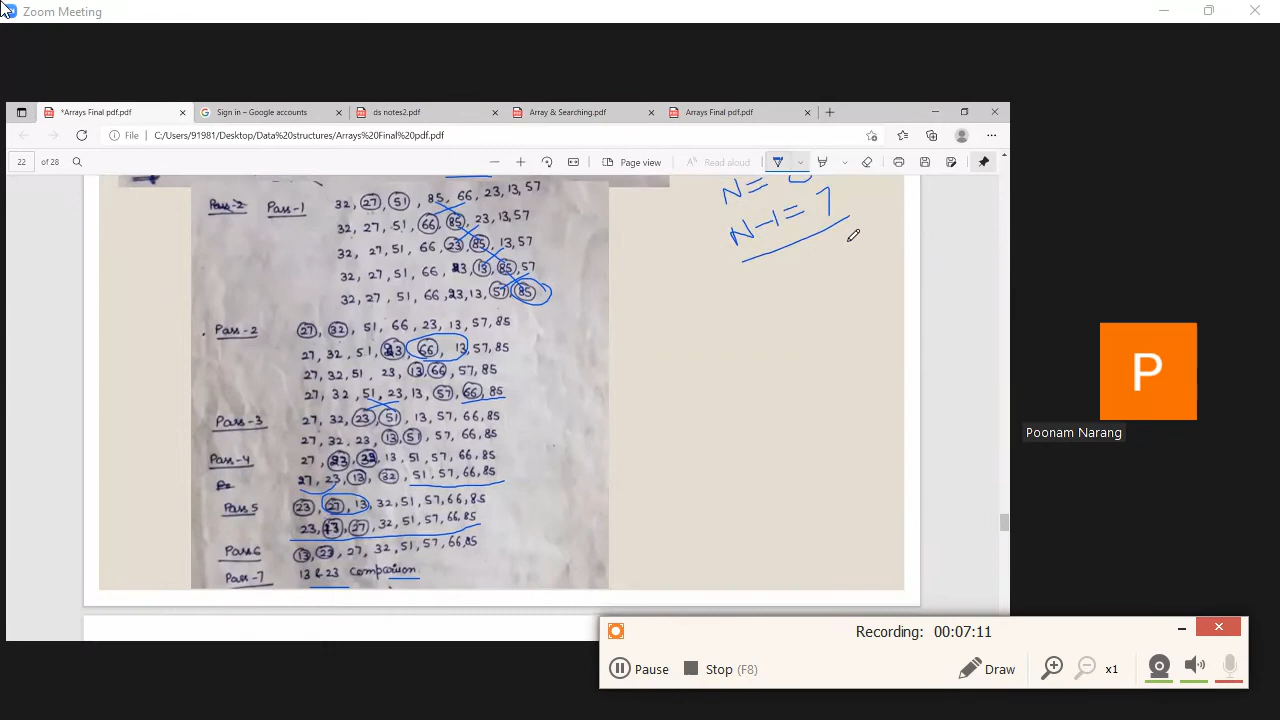 Zoom Meeting
*Arrays Final pdf.pdf
Sign in – Google accounts
ds notes2.pdf
Array & Searching.pdf
Arrays Final pdf.pdf
File
C:/Users/91981/Desktop/Data%20structures/Arrays%20Final%20pdf.pdf
22 of 28
Page view
Read aloud
N=
N-1= 7
Pass-2 Pass-1 32, 27, 51, 85, 66, 23, 13, 57
32, 27, 51, 66, 85, 23, 13, 57
32, 27, 51, 66, 23, 85, 13, 57
32, 27, 51, 66, 23, 13, 85, 57
32, 27, 51, 66, 23, 13, 57, 85
Pass-2 27, 32, 51, 66, 23, 13, 57, 85
27, 32, 51, 23, 66, 13, 57, 85
27, 32, 51, 23, 13, 66, 57, 85
27, 32, 51, 23, 13, 57, 66, 85
Pass-3 27, 32, 23, 51, 13, 57, 66, 85
27, 32, 23, 13, 51, 57, 66, 85
Pass-4 27, 23, 32, 13, 51, 57, 66, 85
27, 23, 13, 32, 51, 57, 66, 85
Pass 5 23, 27, 13, 32, 51, 57, 66, 85
23, 13, 27, 32, 51, 57, 66, 85
Pass 6 13, 23, 27, 32, 51, 57, 66, 85
Pass-7 13 & 23 comparison
P
Poonam Narang
Recording: 00:07:11
Pause
Stop (F8)
Draw
x1